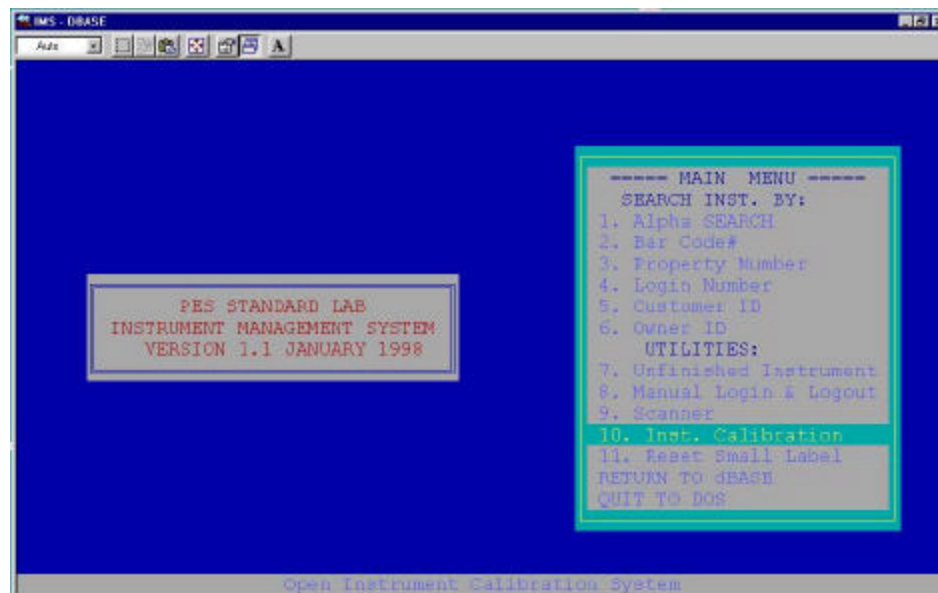 IMS - DBASE
Auto
A
PES STANDARD LAB
INSTRUMENT MANAGEMENT SYSTEM
VERSION 1.1 JANUARY 1998
===== MAIN MENU =====
SEARCH INST. BY:
1. Alpha SEARCH
2. Bar Code#
3. Property Number
4. Login Number
5. Customer ID
6. Owner ID
UTILITIES:
7. Unfinished Instrument
8. Manual Login & Logout
9. Scanner
10. Inst. Calibration
11. Reset Small Label
RETURN TO dBASE
QUIT TO DOS
Open Instrument Calibration System